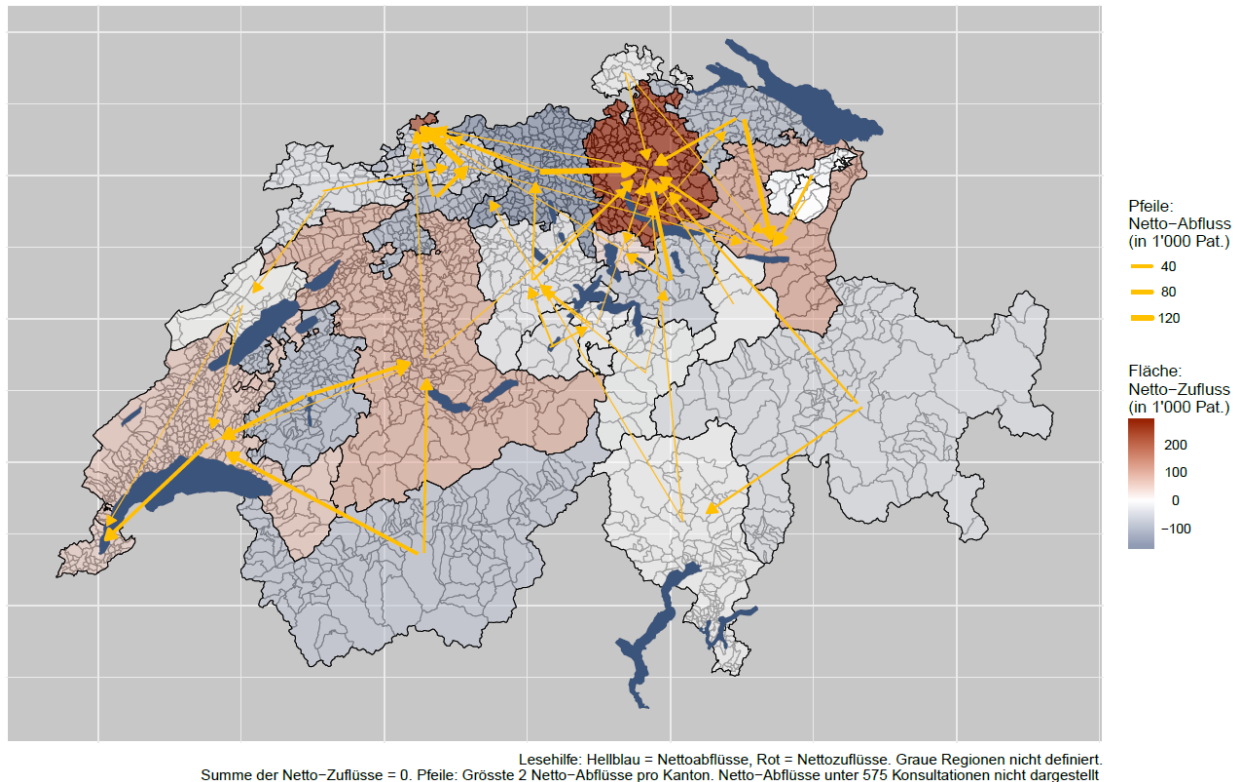 Pfeile:
Netto−Abfluss
(in 1'000 Pat.)
40
80
120
Fläche:
Netto−Zufluss
(in 1'000 Pat.)
200
100
0
−100
Lesehilfe: Hellblau = Nettoabflüsse, Rot = Nettozuflüsse. Graue Regionen nicht definiert.
Summe der Netto−Zuflüsse = 0. Pfeile: Grösste 2 Netto−Abflüsse pro Kanton. Netto−Abflüsse unter 575 Konsultationen nicht dargestellt